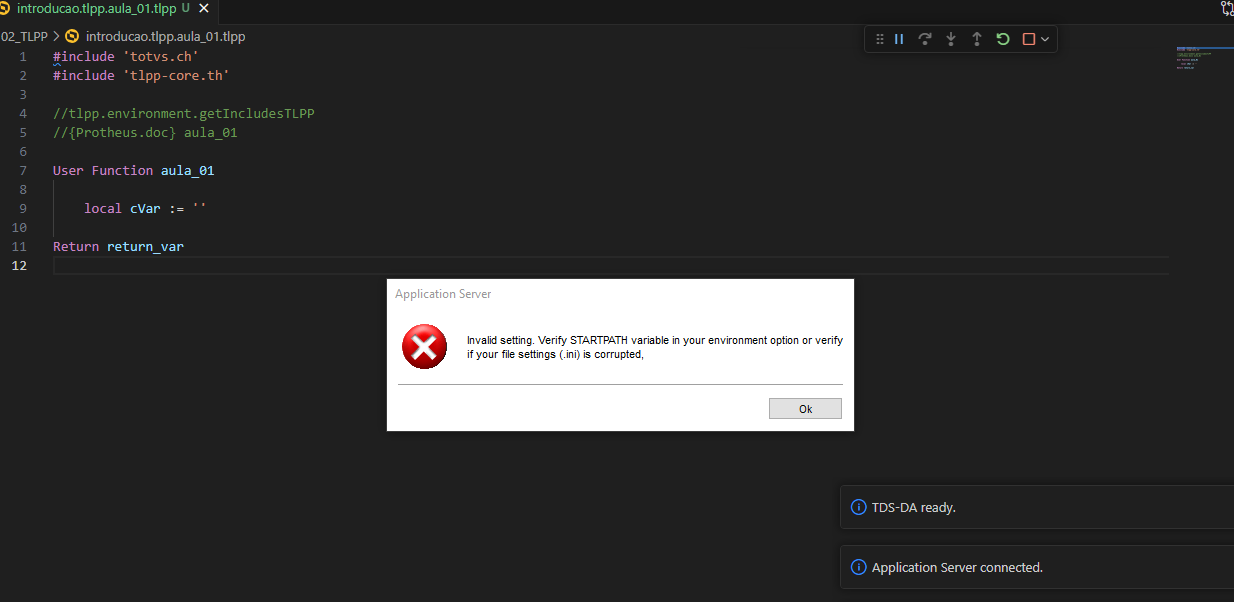 introducao.tlpp.aula_01.tlpp U
02_TLPP > introducao.tlpp.aula_01.tlpp
1 #include 'totvs.ch'
2 #include 'tlpp-core.th'
3
4 //tlpp.environment.getIncludesTLPP
5 //{Protheus.doc} aula_01
6
7 User Function aula_01
8
9 local cVar := ''
10
11 Return return_var
12
Application Server
Invalid setting. Verify STARTPATH variable in your environment option or verify
if your file settings (.ini) is corrupted,
Ok
TDS-DA ready.
Application Server connected.